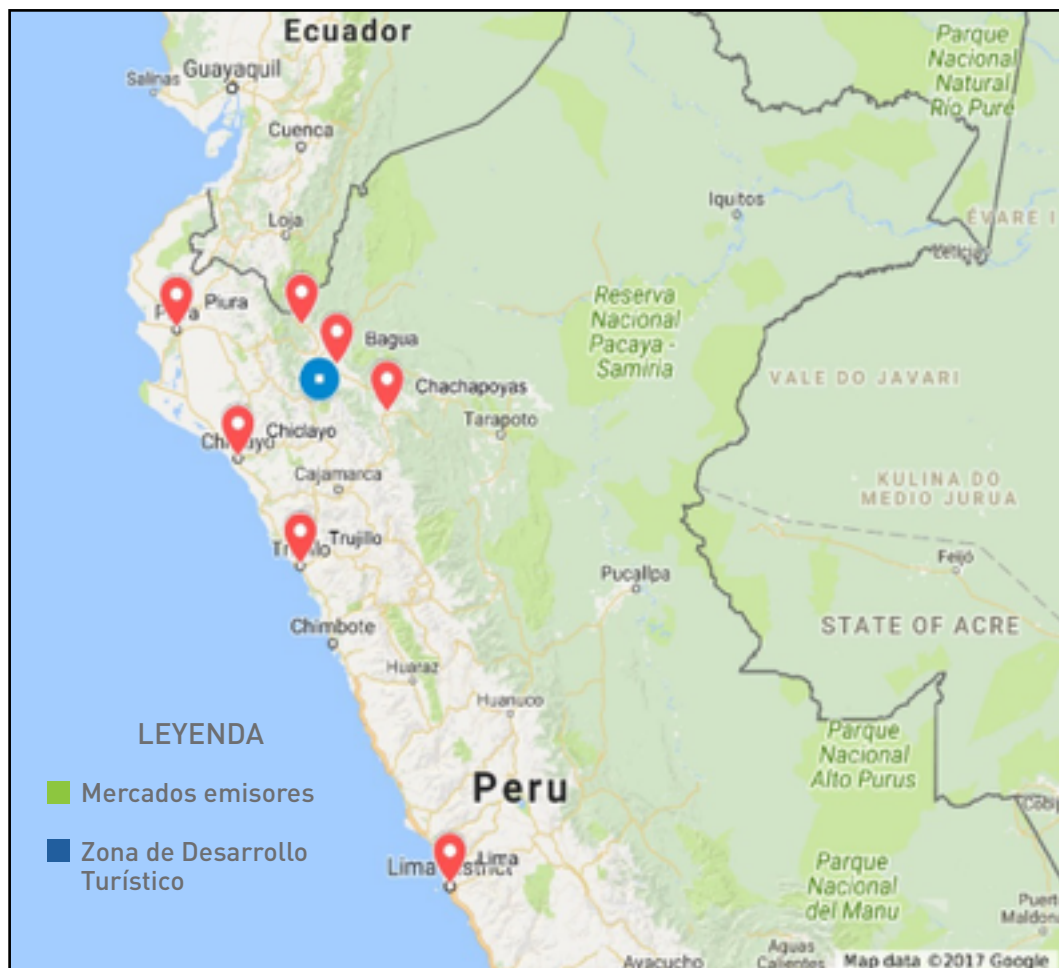 Ecuador
Parque
Nacional
Natural
Río Puré
Salinas
Guayaquil
Cuenca
Iquitos
Loja
ÉVARE I
Leticia
Piura
Reserva
Nacional
Pacaya -
Samiria
Bagua
VALE DO JAVARI
Chachapoyas
Tarapoto
Chiclayo
Cajamarca
KULINA DO
MEDIO JURUA
Trujillo
Feijó
Pucallpa
Chimbote
STATE OF ACRE
Huaraz
Huanuco
LEYENDA
Mercados emisores
Zona de Desarrollo
Turístico
Parque
Nacional
Alto Purus
Peru
Lima
Parque
Nacional
del Manu
Puert
Maldona
Aguas
Calientes
Ayacucho
Map data ©2017 Google